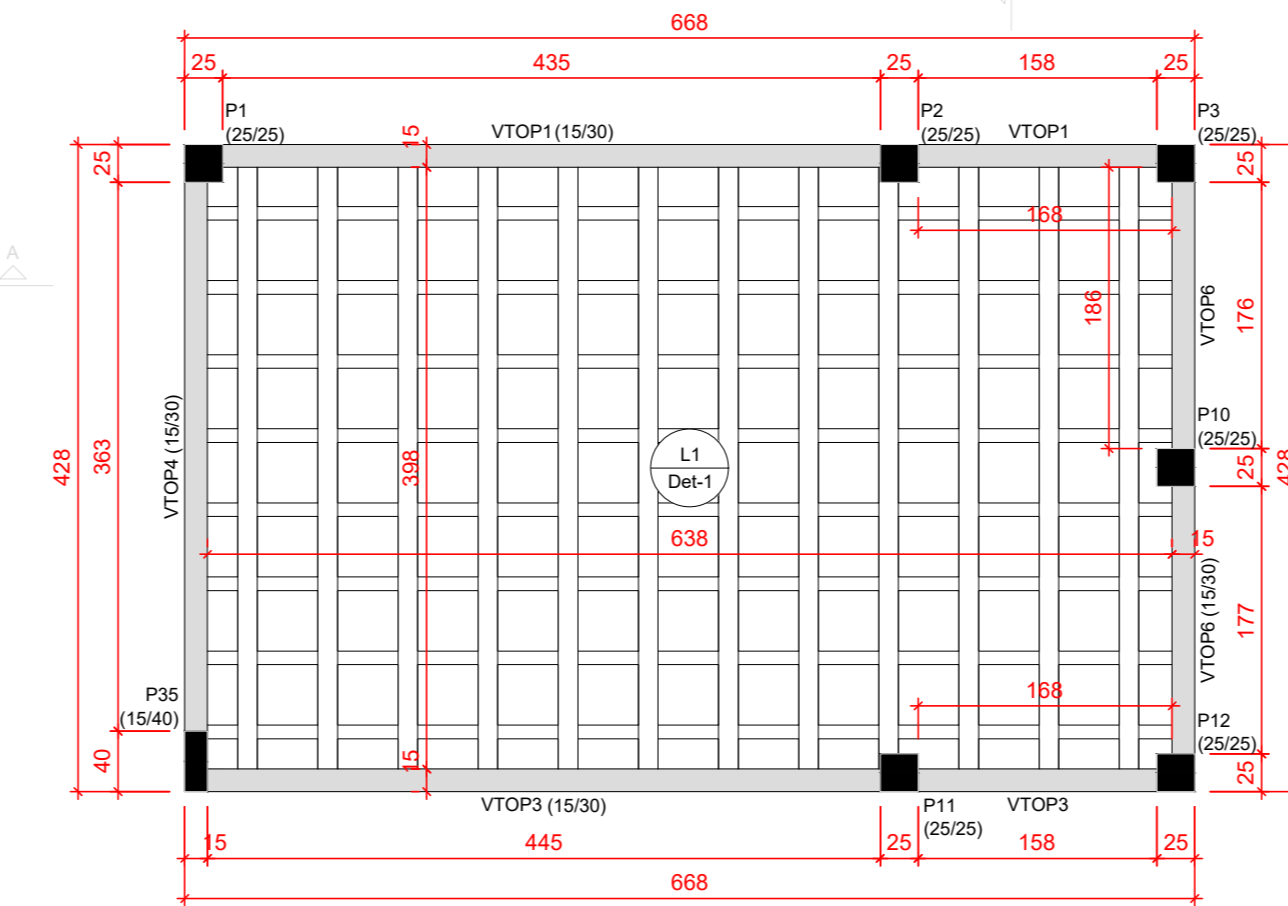 668
25
435
25
158
25
P1
(25/25)
VTOP1 (15/30)
P2
(25/25)
VTOP1
P3
(25/25)
15
25
25
A
168
186
VTOP6
176
428
363
VTOP4 (15/30)
398
L1
Det-1
P10
(25/25)
25
428
638
15
VTOP6 (15/30)
177
P35
(15/40)
40
15
168
P12
(25/25)
25
VTOP3 (15/30)
P11
(25/25)
VTOP3
15
445
25
158
25
668